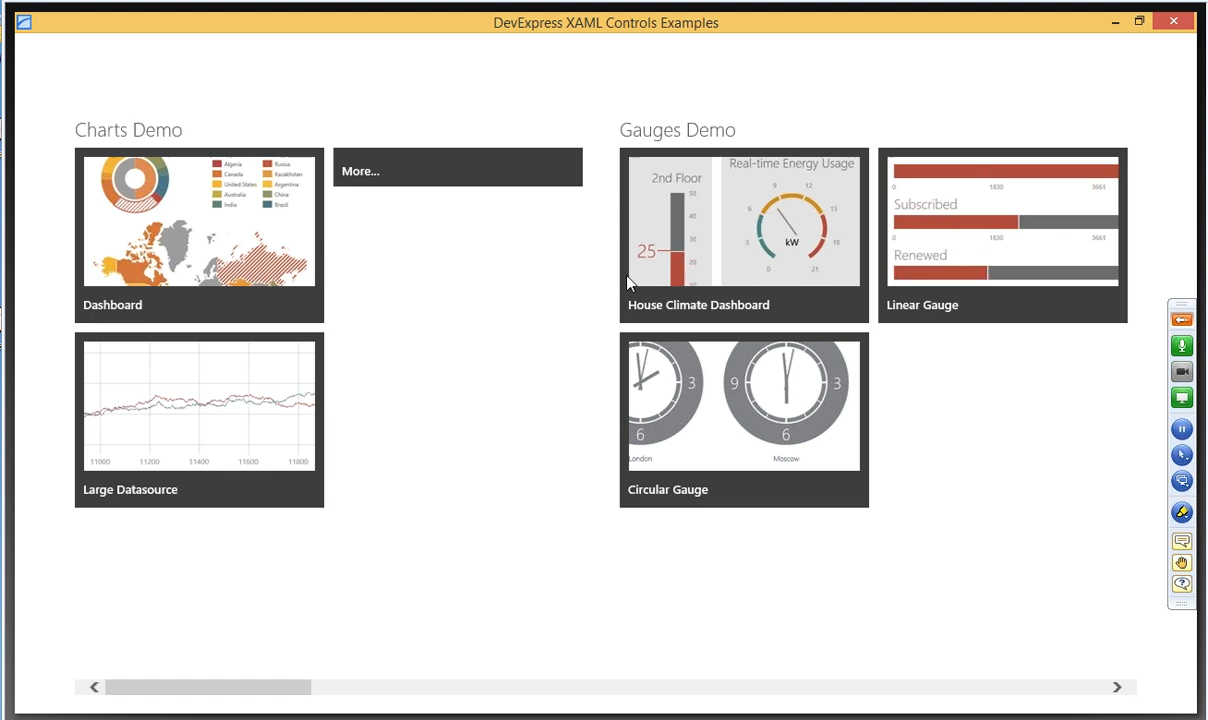 DevExpress XAML Controls Examples
Charts Demo
Algeria Russia
Canada Kazakhstan
United States Argentina
Australia China
India Brazil
Dashboard
More...
11000 11200 11400 11600 11800
Large Datasource
Gauges Demo
2nd Floor
50
40
30
25
20
10
Real-time Energy Usage
9 12
6 15
kW
3 18
0 21
House Climate Dashboard
0 1830 3661
Subscribed
0 1830 3661
Renewed
Linear Gauge
3
6
London
9 3
6
Moscow
Circular Gauge